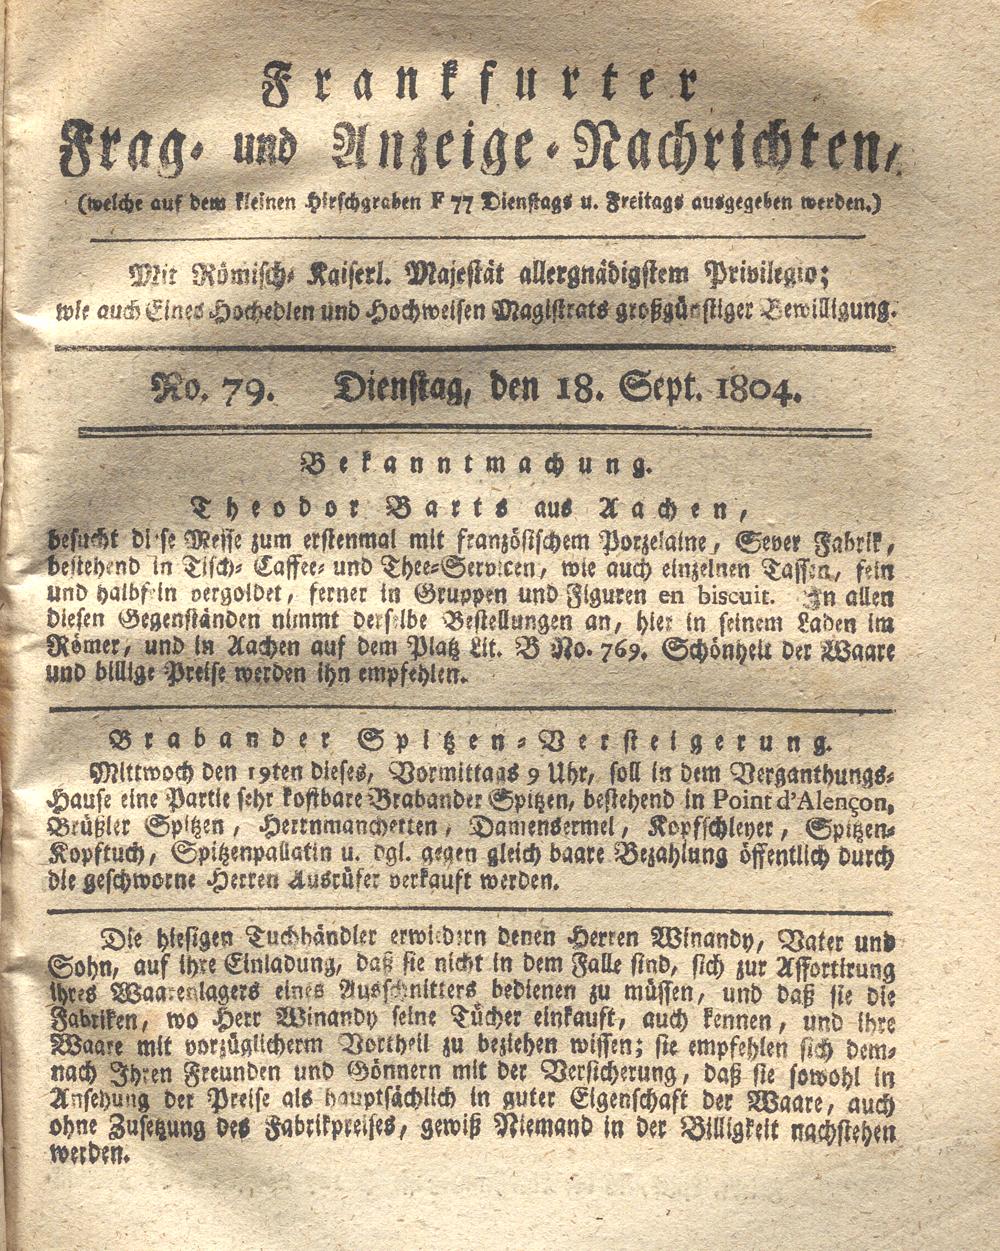 Frankfurter
Frag- und Anzeige-Nachrichten,
(welche auf dem kleinen Hirschgraben F 77 Dienstags u. Freitags ausgegeben werden.)
Mit Römisch-Kaiserl. Majestät allergnädigstem Privilegio;
wie auch Eines Hochedlen und Hochweisen Magistrats großgünstiger Bewilligung.
No. 79. Dienstag, den 18. Sept. 1804.
Bekanntmachung.
Theodor Barts aus Aachen,
besucht diese Messe zum erstenmal mit französischem Porzelaine, Sever Fabrik,
bestehend in Tisch- Caffee- und Thee-Servicen, wie auch einzelnen Tassen, fein
und halbfein vergoldet, ferner in Gruppen und Figuren en biscuit. In allen
diesen Gegenständen nimmt derselbe Bestellungen an, hier in seinem Laden im
Römer, und in Aachen auf dem Platz Lit. B No. 769. Schönheit der Waare
und billige Preise werden ihn empfehlen.
Brabander Spitzen-Versteigerung.
Mittwoch den 19ten dieses, Vormittags 9 Uhr, soll in dem Verganthungs-
Hause eine Partie sehr kostbare Brabander Spitzen, bestehend in Point d'Alençon,
Brüßler Spitzen, Herrnmanchetten, Damensermel, Kopfschleyer, Spitzen-
Kopftuch, Spitzenpallatin u. dgl. gegen gleich baare Bezahlung öffentlich durch
die geschworne Herren Ausrüfer verkauft werden.
Die hiesigen Tuchhändler erwiedern denen Herren Winandy, Vater und
Sohn, auf ihre Einladung, daß sie nicht in dem Falle sind, sich zur Affortirung
ihres Waarenlagers eines Ausschnitters bedienen zu müssen, und daß sie die
Fabriken, wo Herr Winandy seine Tücher einkauft, auch kennen, und ihre
Waare mit vorzüglicherm Vortheil zu beziehen wissen; sie empfehlen sich dem-
nach Ihren Freunden und Gönnern mit der Versicherung, daß sie sowohl in
Ansehung der Preise als hauptsächlich in guter Eigenschaft der Waare, auch
ohne Zusetzung des Fabrikpreises, gewiß Niemand in der Billigkeit nachstehen
werden.